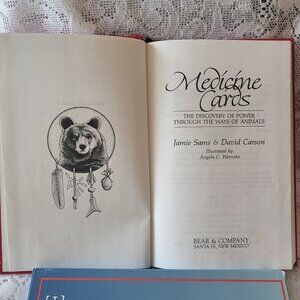 Medicine
Cards
THE DISCOVERY OF POWER
THROUGH THE WAYS OF ANIMALS
Jamie Sams & David Carson
Illustrated by
Angela C. Werneke
BEAR & COMPANY
SANTA FE, NEW MEXICO